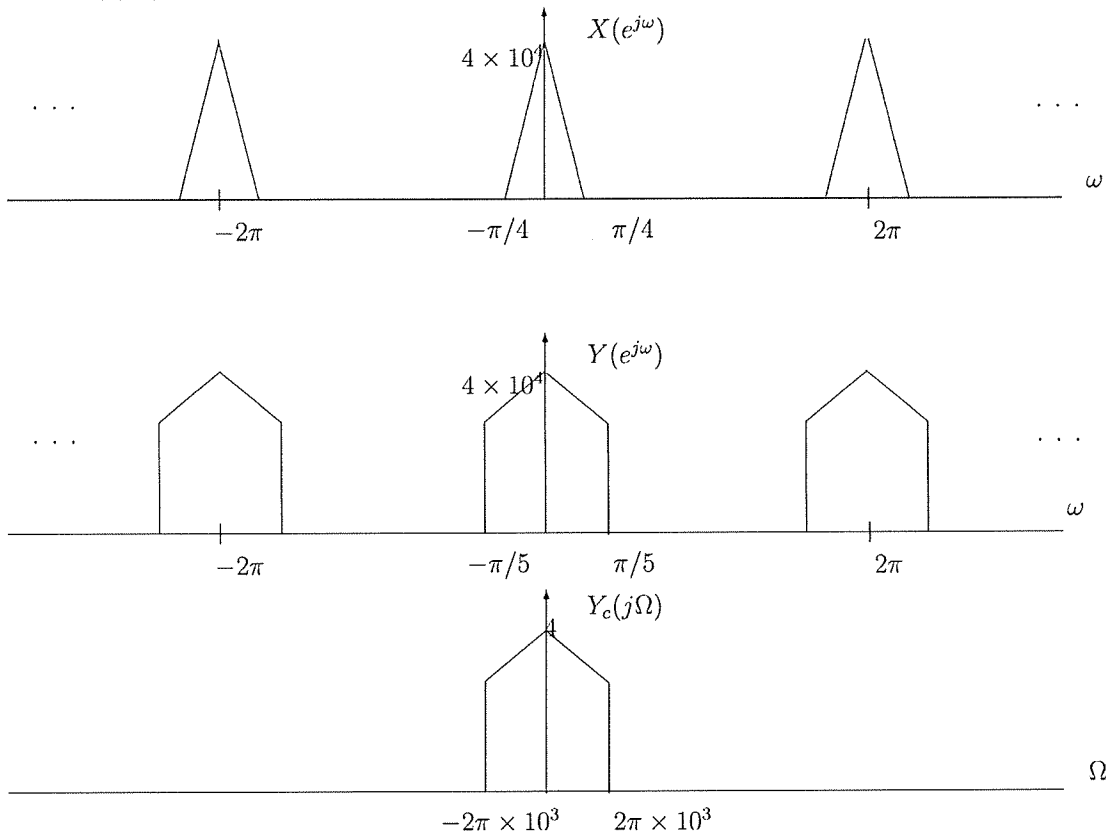 X(e^{jω})
4 × 10^4
. . .
. . .
ω
−2π
−π/4
π/4
2π
Y(e^{jω})
4 × 10^4
. . .
. . .
ω
−2π
−π/5
π/5
2π
Y_c(jΩ)
4
Ω
−2π × 10^3
2π × 10^3